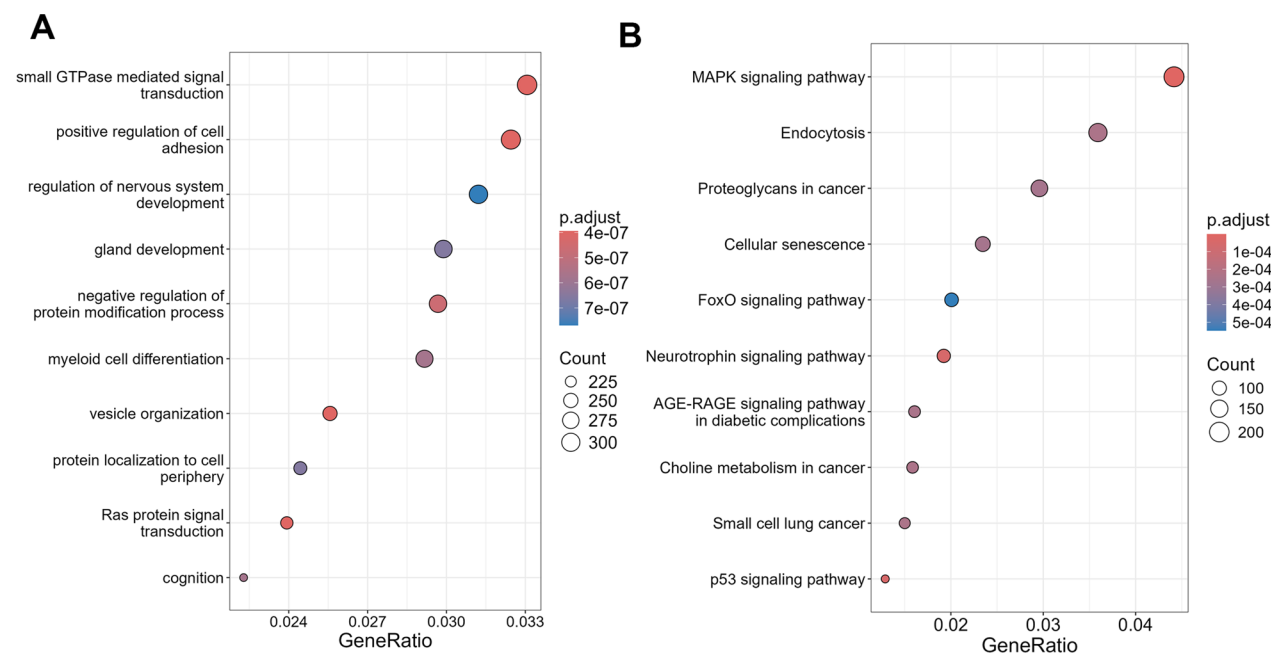 A
small GTPase mediated signal
transduction
positive regulation of cell
adhesion
regulation of nervous system
development
gland development
negative regulation of
protein modification process
myeloid cell differentiation
vesicle organization
protein localization to cell
periphery
Ras protein signal
transduction
cognition
0.024 0.027 0.030 0.033
GeneRatio
p.adjust
4e-07
5e-07
6e-07
7e-07
Count
225
250
275
300
B
MAPK signaling pathway
Endocytosis
Proteoglycans in cancer
Cellular senescence
FoxO signaling pathway
Neurotrophin signaling pathway
AGE-RAGE signaling pathway
in diabetic complications
Choline metabolism in cancer
Small cell lung cancer
p53 signaling pathway
0.02 0.03 0.04
GeneRatio
p.adjust
1e-04
2e-04
3e-04
4e-04
5e-04
Count
100
150
200